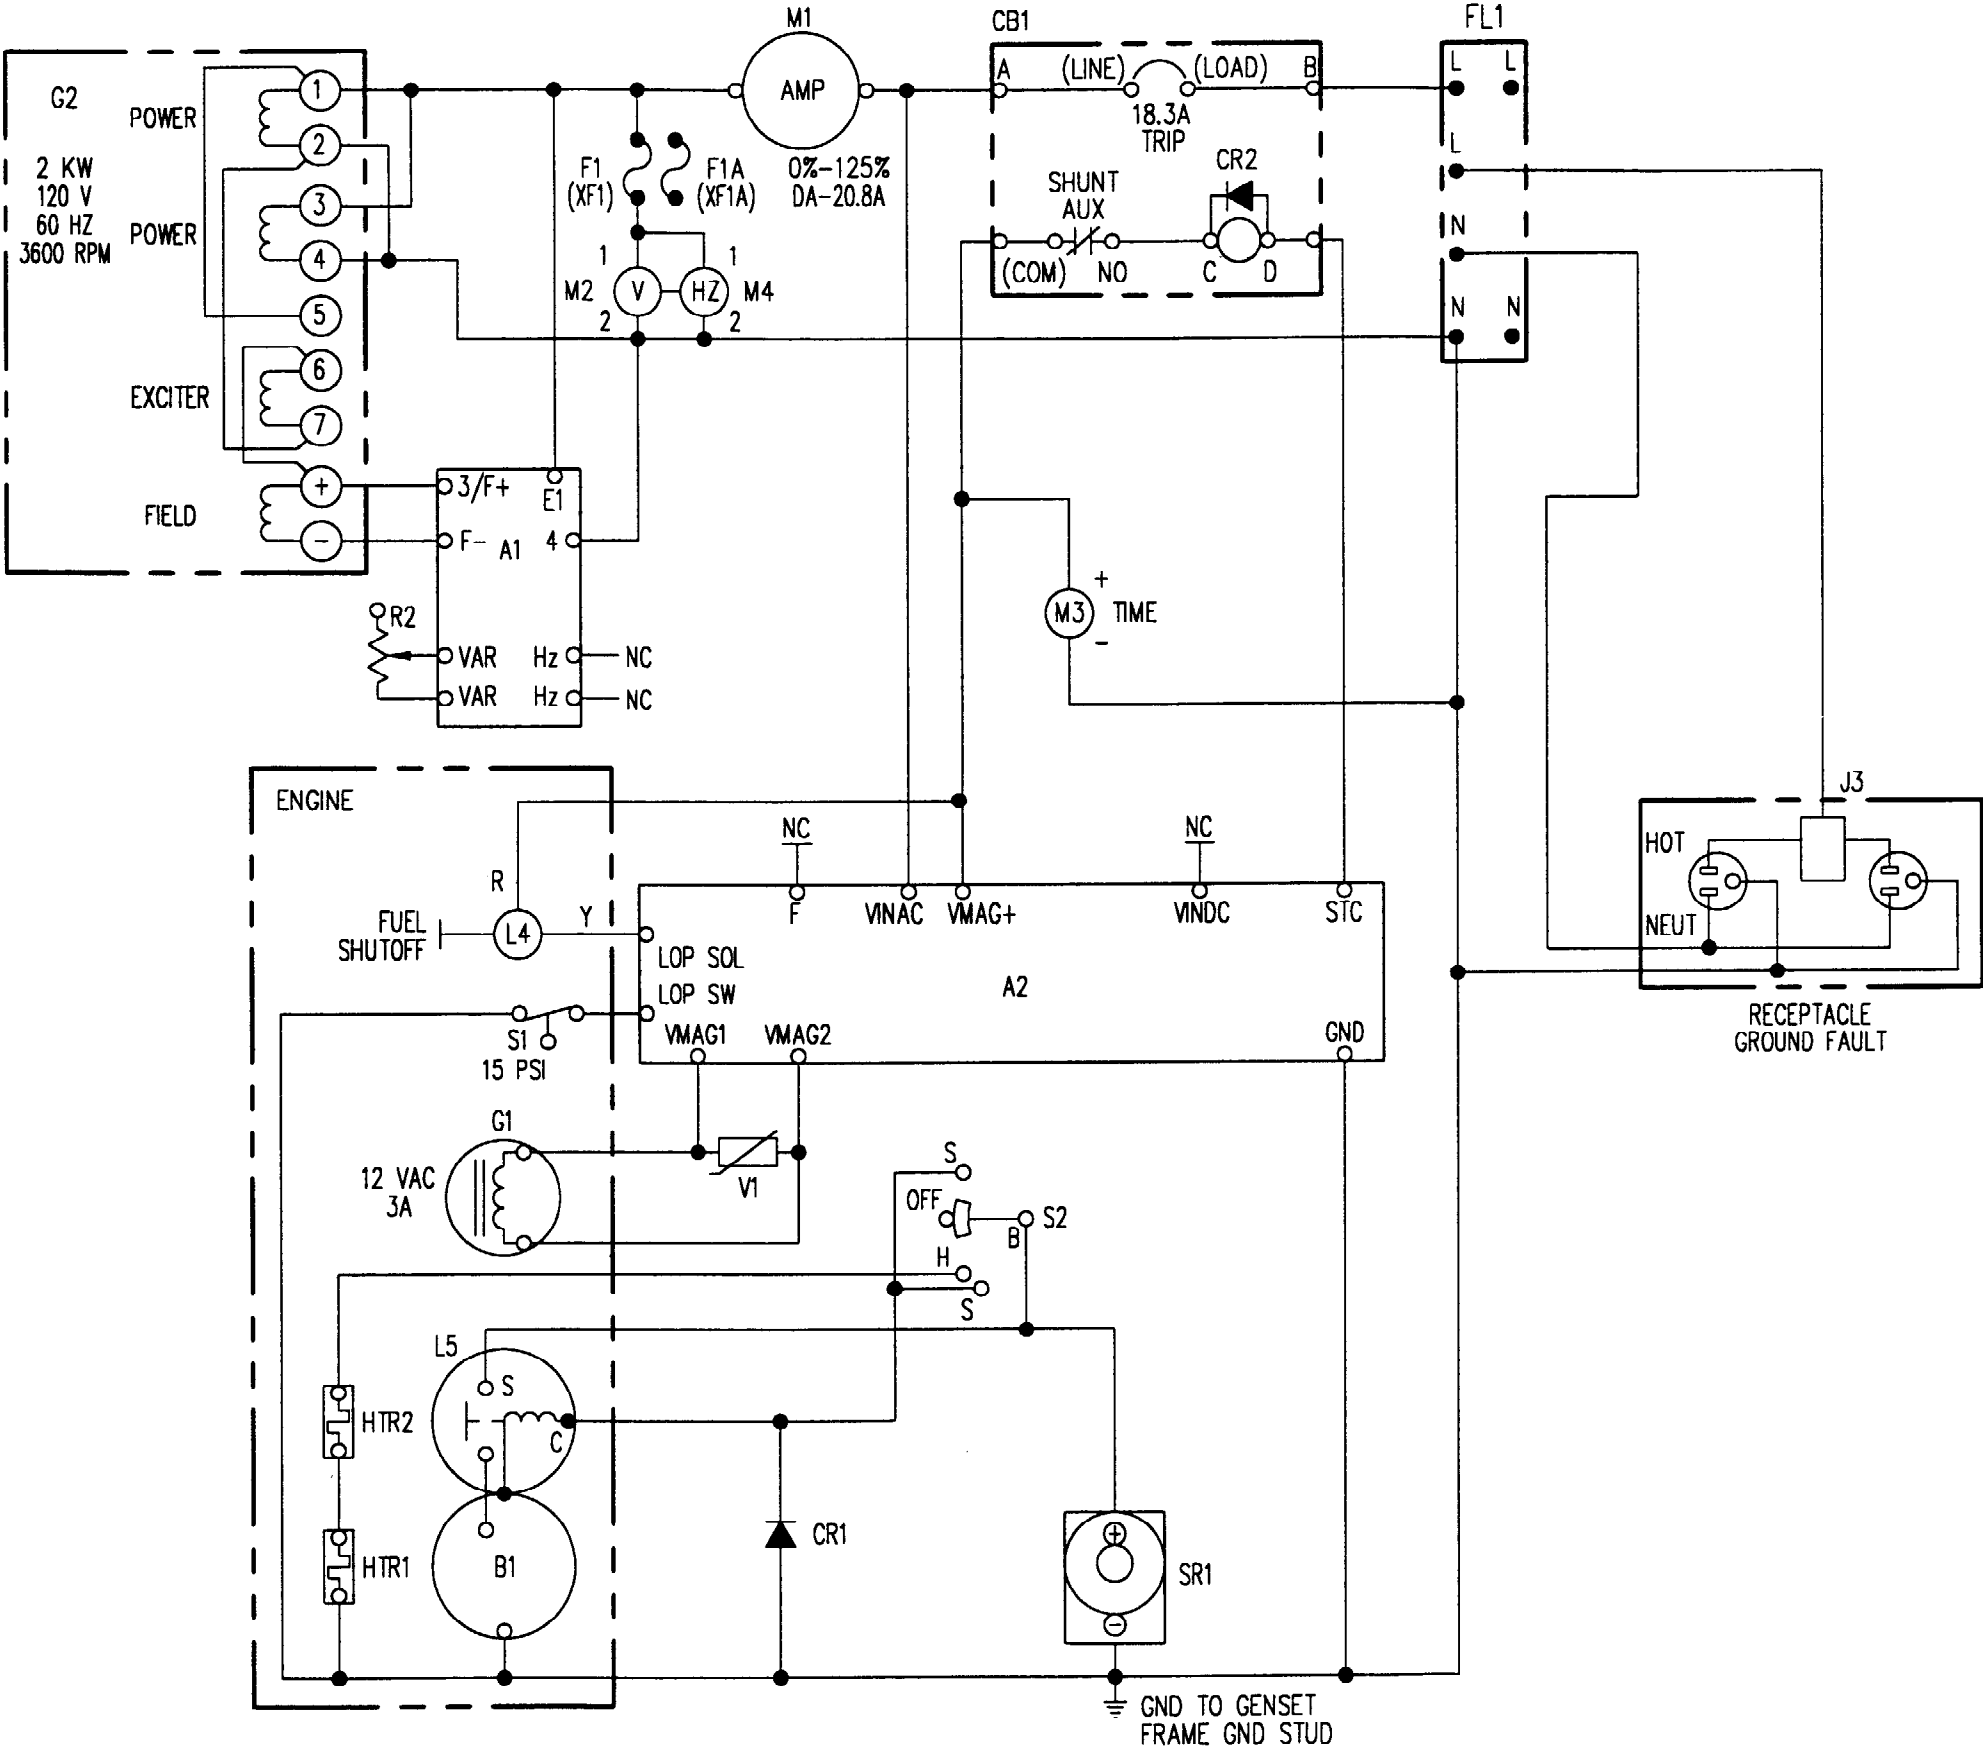 M1
CB1
FL1
G2
POWER
1
2
2 KW
120 V
60 HZ
3600 RPM
POWER
3
4
5
EXCITER
6
7
FIELD
+
-
AMP
0%-125%
DA-20.8A
F1
(XF1)
F1A
(XF1A)
1
1
M2
V
HZ
M4
2
2
A
(LINE)
(LOAD)
B
18.3A
TRIP
SHUNT
AUX
CR2
(COM)
NO
C
D
L
L
L
N
N
N
3/F+
E1
F-
A1
4
R2
VAR
Hz
NC
VAR
Hz
NC
+
M3
TIME
-
J3
HOT
NEUT
RECEPTACLE
GROUND FAULT
ENGINE
R
FUEL
SHUTOFF
L4
Y
NC
NC
F
VINAC
VMAG+
VINDC
STC
LOP SOL
LOP SW
A2
VMAG1
VMAG2
GND
S1
15 PSI
G1
12 VAC
3A
V1
S
OFF
B
S2
H
S
L5
S
C
HTR2
HTR1
B1
CR1
+
-
SR1
GND TO GENSET
FRAME GND STUD